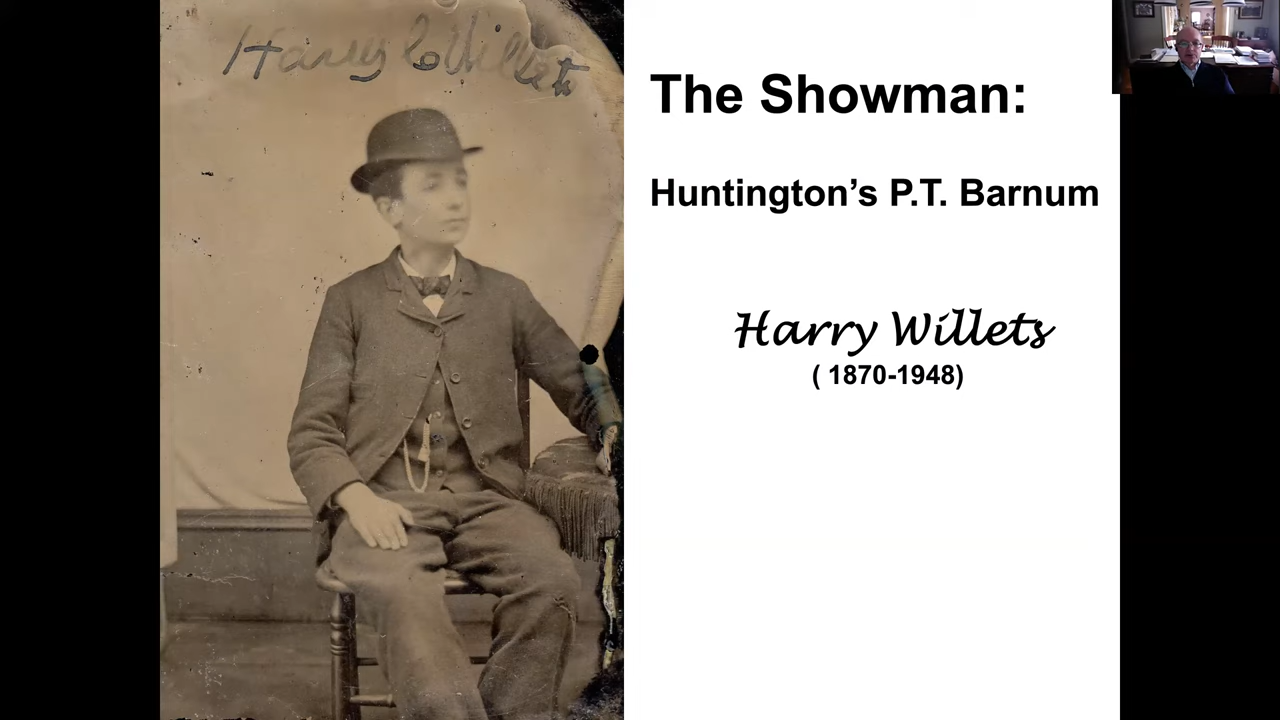 Harry C Willets
The Showman:
Huntington’s P.T. Barnum
Harry Willets
( 1870-1948)